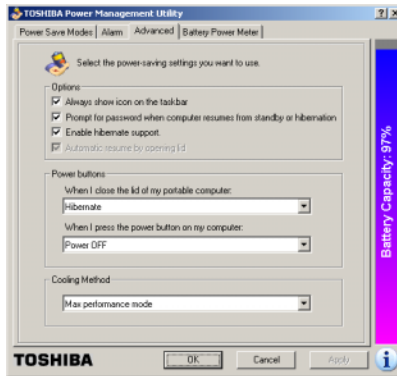 TOSHIBA Power Management Utility
Power Save Modes Alarm Advanced Battery Power Meter
Select the power-saving settings you want to use.
Options
Always show icon on the taskbar
Prompt for password when computer resumes from standby or hibernation
Enable hibernate support.
Automatic resume by opening lid
Power buttons
When I close the lid of my portable computer:
Hibernate
When I press the power button on my computer:
Power OFF
Cooling Method
Max performance mode
Battery Capacity: 97%
TOSHIBA
OK Cancel Apply